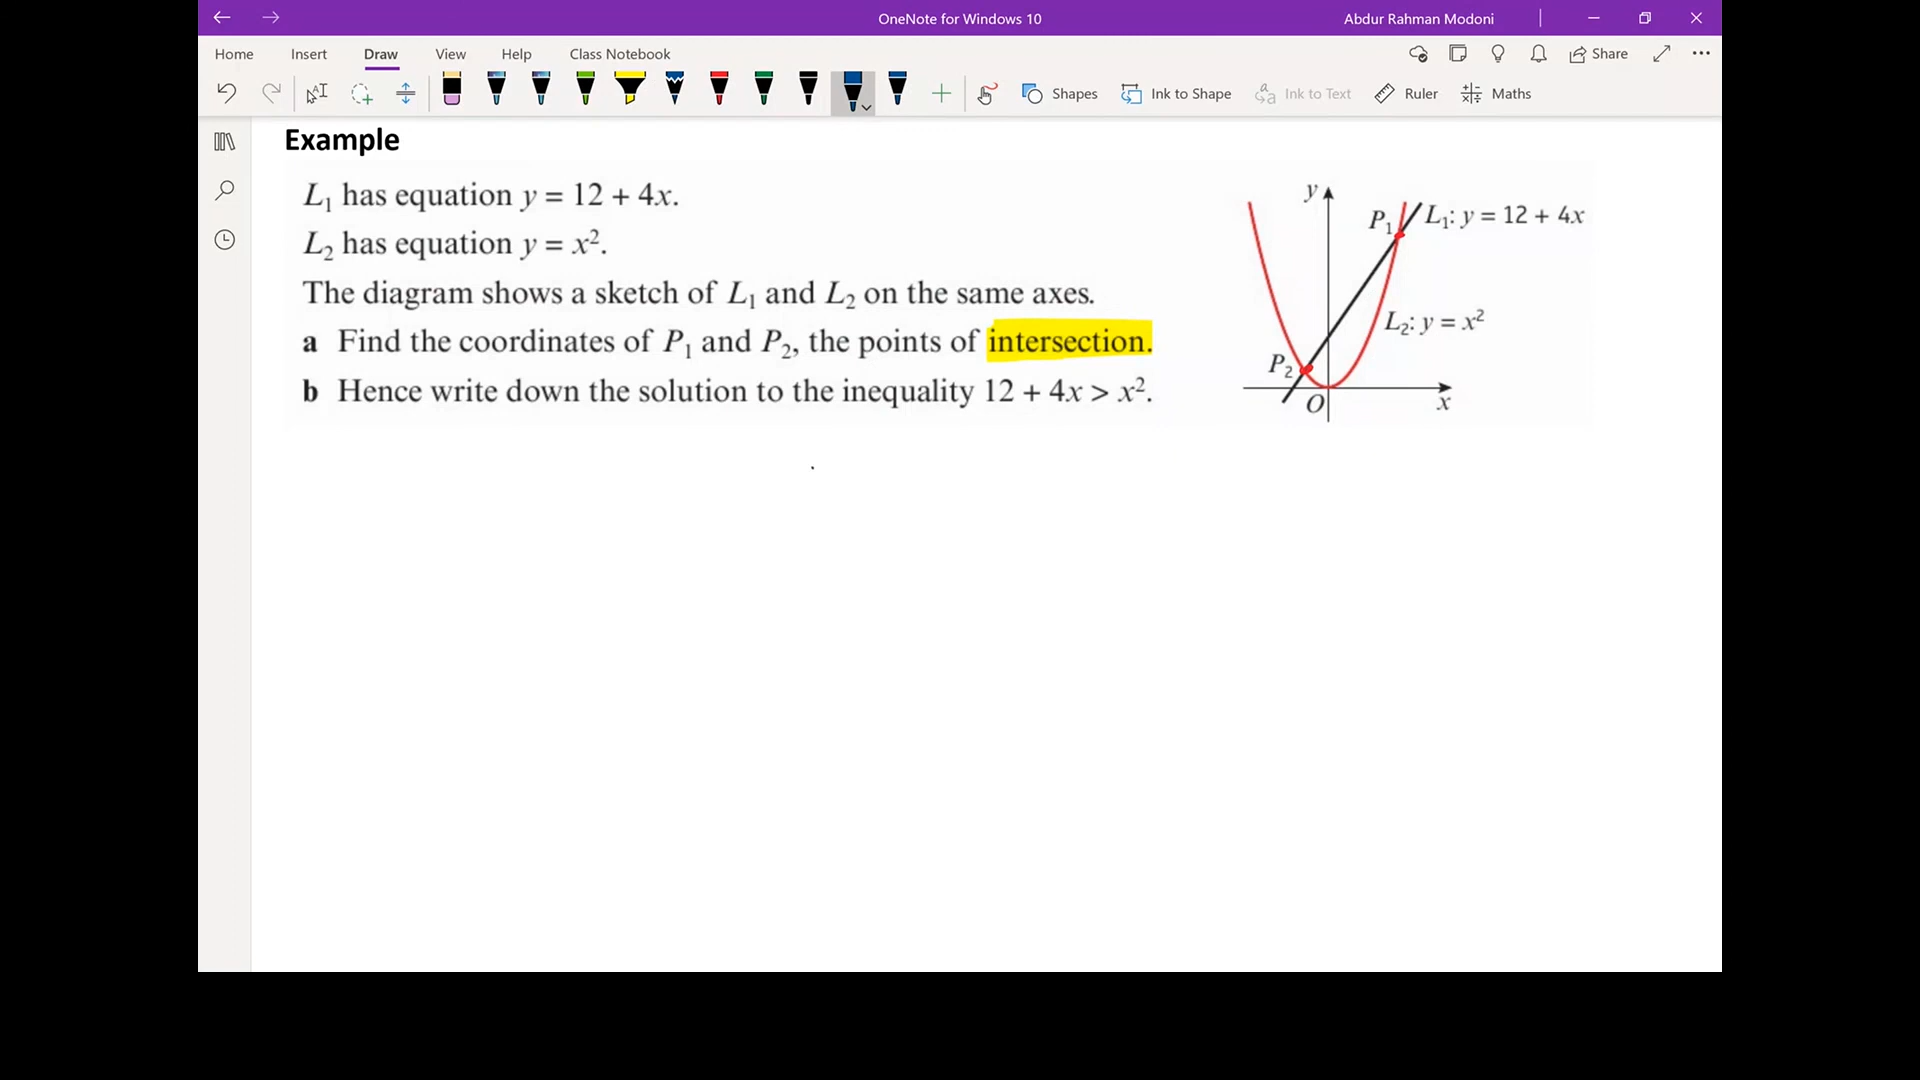 OneNote for Windows 10
Abdur Rahman Modoni
Home Insert Draw View Help Class Notebook
Share
Shapes Ink to Shape Ink to Text Ruler Maths
Example
L₁ has equation y = 12 + 4x.
L₂ has equation y = x².
The diagram shows a sketch of L₁ and L₂ on the same axes.
a Find the coordinates of P₁ and P₂, the points of intersection.
b Hence write down the solution to the inequality 12 + 4x > x².
y
P₁
L₁: y = 12 + 4x
L₂: y = x²
P₂
O
x